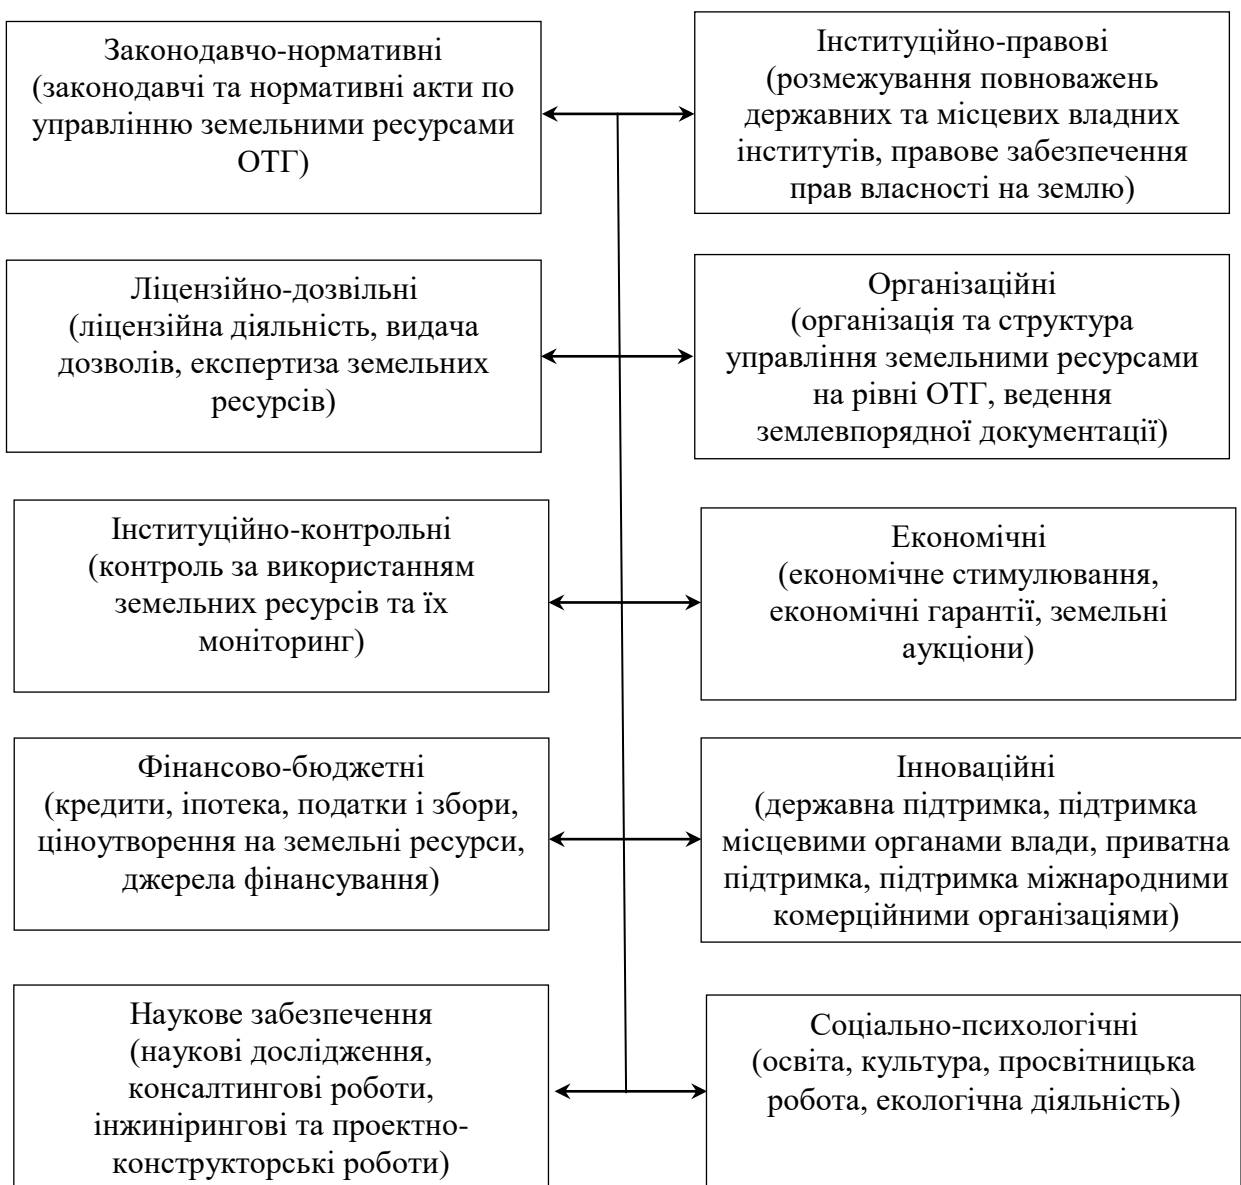 Законодавчо-нормативні
(законодавчі та нормативні акти по
управлінню земельними ресурсами
ОТГ)
Інституційно-правові
(розмежування повноважень
державних та місцевих владних
інститутів, правове забезпечення
прав власності на землю)
Ліцензійно-дозвільні
(ліцензійна діяльність, видача
дозволів, експертиза земельних
ресурсів)
Організаційні
(організація та структура
управління земельними ресурсами
на рівні ОТГ, ведення
землевпорядної документації)
Інституційно-контрольні
(контроль за використанням
земельних ресурсів та їх
моніторинг)
Економічні
(економічне стимулювання,
економічні гарантії, земельні
аукціони)
Фінансово-бюджетні
(кредити, іпотека, податки і збори,
ціноутворення на земельні ресурси,
джерела фінансування)
Інноваційні
(державна підтримка, підтримка
місцевими органами влади, приватна
підтримка, підтримка міжнародними
комерційними організаціями)
Наукове забезпечення
(наукові дослідження,
консалтингові роботи,
інжинірингові та проектно-
конструкторські роботи)
Соціально-психологічні
(освіта, культура, просвітницька
робота, екологічна діяльність)